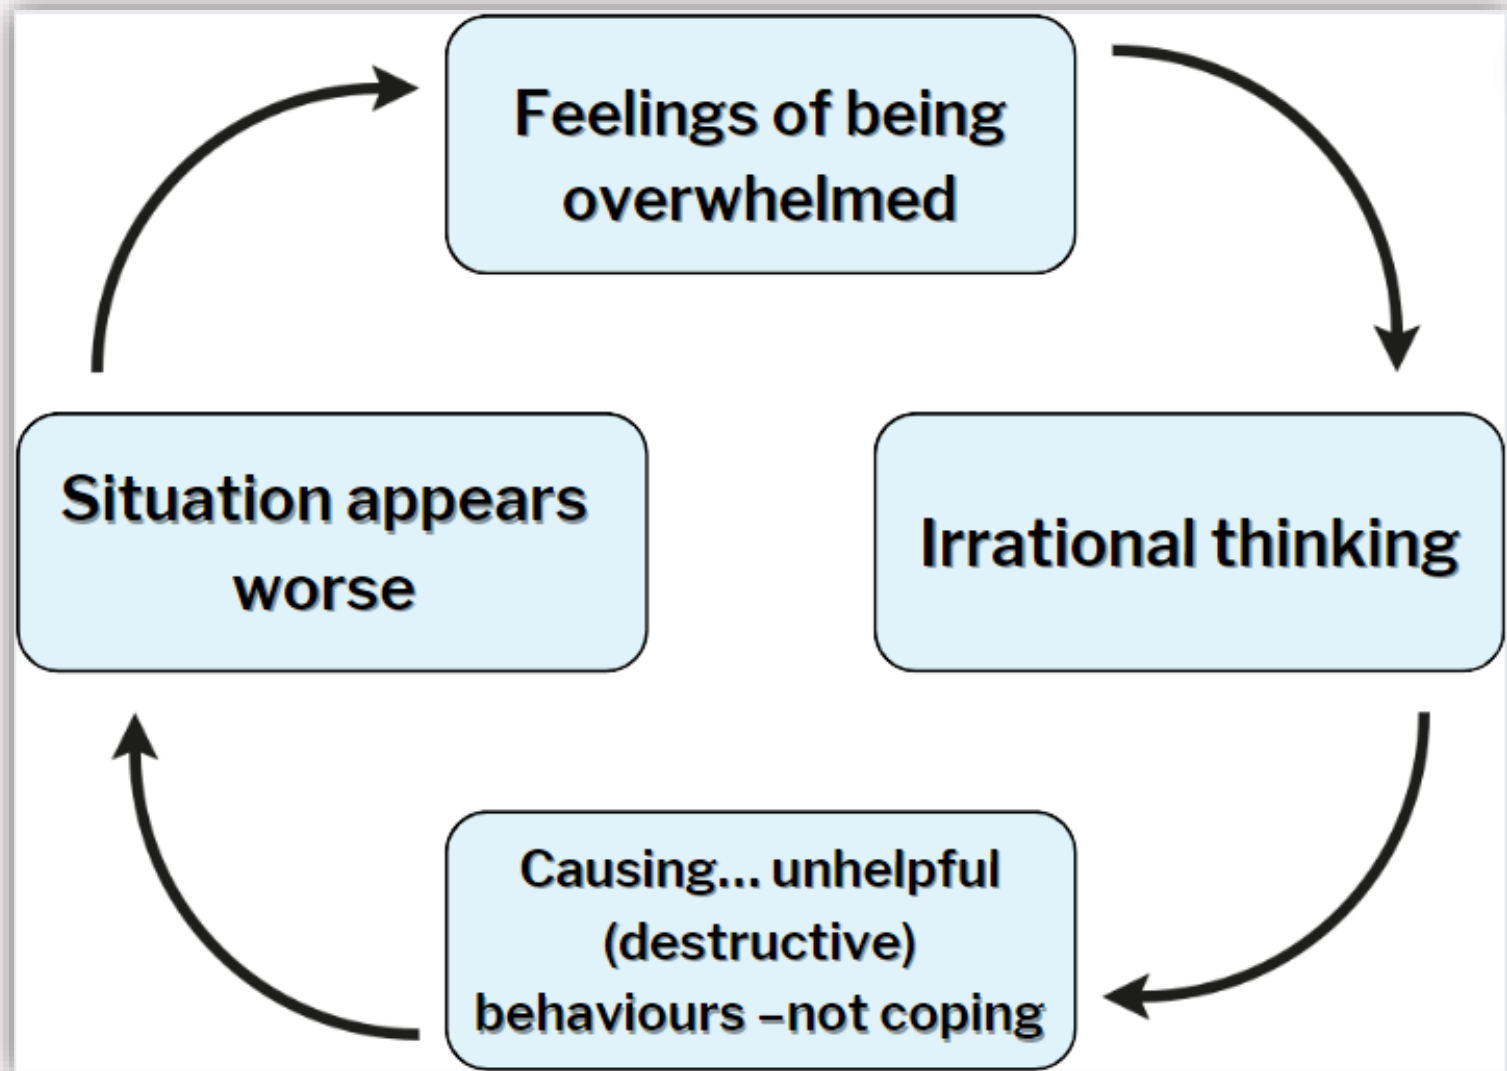 Feelings of being
overwhelmed
Irrational thinking
Causing... unhelpful
(destructive)
behaviours –not coping
Situation appears
worse